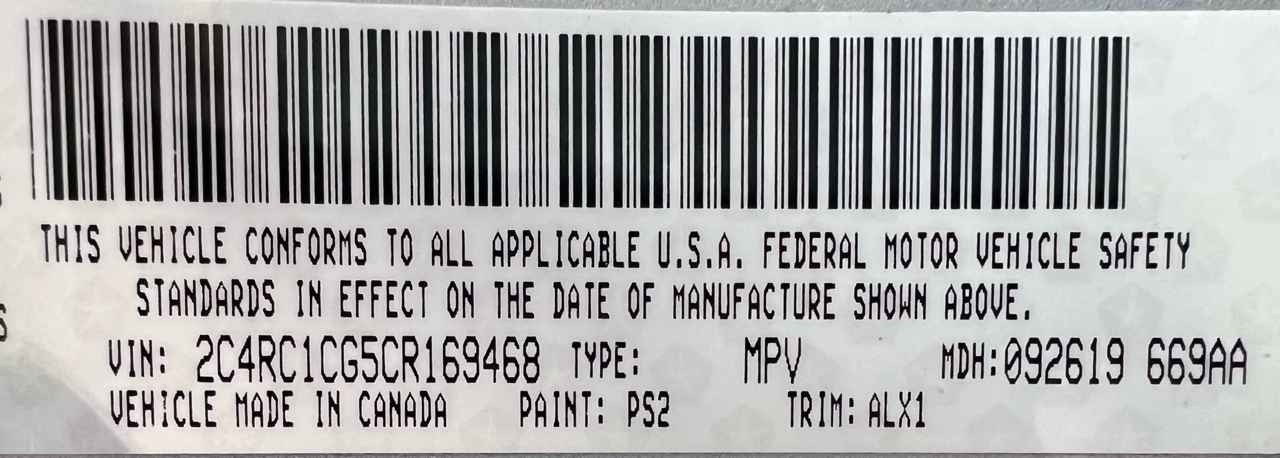 THIS VEHICLE CONFORMS TO ALL APPLICABLE U.S.A. FEDERAL MOTOR VEHICLE SAFETY
STANDARDS IN EFFECT ON THE DATE OF MANUFACTURE SHOWN ABOVE.
VIN: 2C4RC1CG5CR169468 TYPE: MPV MDH:092619 669AA
VEHICLE MADE IN CANADA PAINT: PS2 TRIM: ALX1